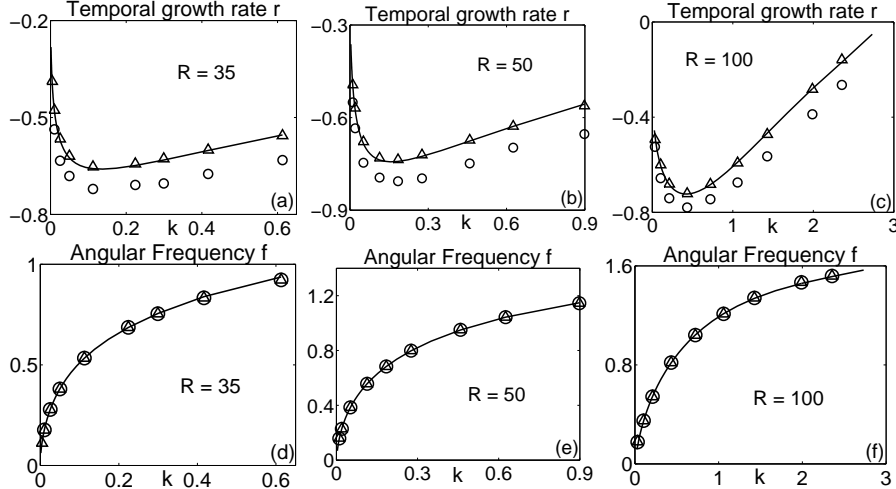 Temporal growth rate r
−0.2
−0.4
−0.6
−0.8
0
0.2
k
0.4
0.6
R = 35
(a)
Temporal growth rate r
−0.3
−0.6
−0.9
0
k
0.3
0.6
0.9
R = 50
(b)
Temporal growth rate r
0
−0.4
−0.8
0
k
1
2
3
R = 100
(c)
Angular Frequency f
1
0.5
0
0
0.2
k
0.4
0.6
R = 35
(d)
Angular Frequency f
1.2
0.8
0.4
0
0
0.3
k
0.6
0.9
R = 50
(e)
Angular Frequency f
1.6
0.8
0
0
1
k
2
3
R = 100
(f)